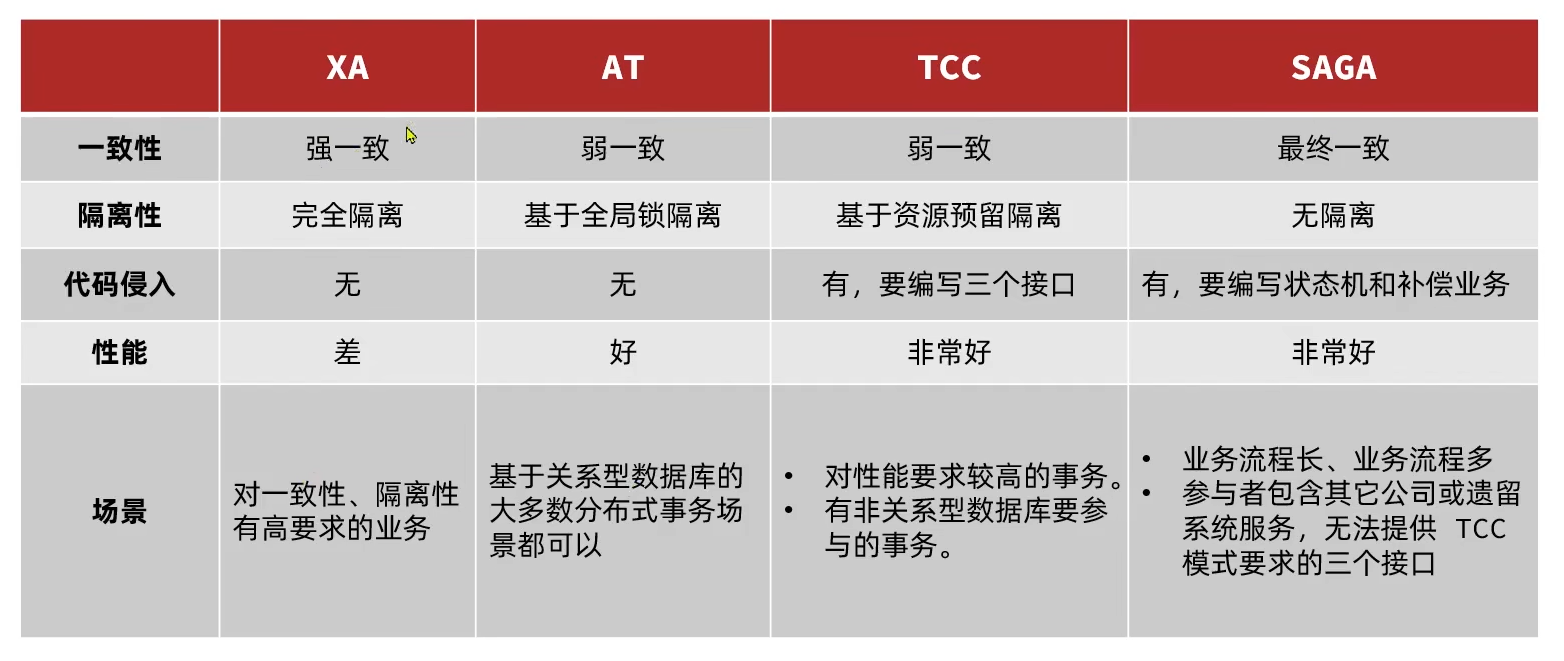 XA AT TCC SAGA
一致性 强一致 弱一致 弱一致 最终一致
隔离性 完全隔离 基于全局锁隔离 基于资源预留隔离 无隔离
代码侵入 无 无 有，要编写三个接口 有，要编写状态机和补偿业务
性能 差 好 非常好 非常好
场景
对一致性、隔离性
有高要求的业务
基于关系型数据库的
大多数分布式事务场
景都可以
• 对性能要求较高的事务。
• 有非关系型数据库要参
与的事务。
• 业务流程长、业务流程多
• 参与者包含其它公司或遗留
系统服务，无法提供 TCC
模式要求的三个接口